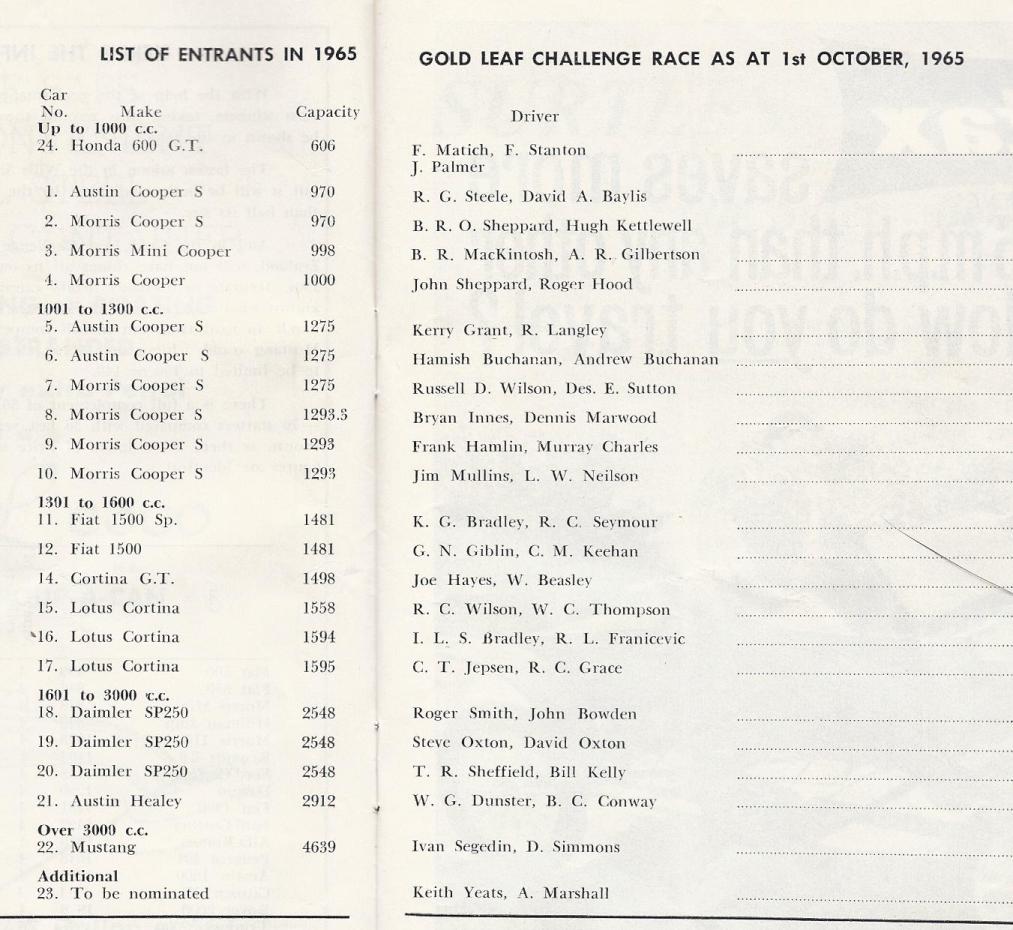 LIST OF ENTRANTS IN 1965 GOLD LEAF CHALLENGE RACE AS AT 1st OCTOBER, 1965
Car
No. Make Capacity Driver
Up to 1000 c.c.
24. Honda 600 G.T. 606 F. Matich, F. Stanton
J. Palmer
1. Austin Cooper S 970 R. G. Steele, David A. Baylis
2. Morris Cooper S 970 B. R. O. Sheppard, Hugh Kettlewell
3. Morris Mini Cooper 998 B. R. MacKintosh, A. R. Gilbertson
4. Morris Cooper 1000 John Sheppard, Roger Hood
1001 to 1300 c.c.
5. Austin Cooper S 1275 Kerry Grant, R. Langley
6. Austin Cooper S 1275 Hamish Buchanan, Andrew Buchanan
7. Morris Cooper S 1275 Russell D. Wilson, Des. E. Sutton
8. Morris Cooper S 1293.3 Bryan Innes, Dennis Marwood
9. Morris Cooper S 1293 Frank Hamlin, Murray Charles
10. Morris Cooper S 1293 Jim Mullins, L. W. Neilson
1301 to 1600 c.c.
11. Fiat 1500 Sp. 1481 K. G. Bradley, R. C. Seymour
12. Fiat 1500 1481 G. N. Giblin, C. M. Keehan
14. Cortina G.T. 1498 Joe Hayes, W. Beasley
15. Lotus Cortina 1558 R. C. Wilson, W. C. Thompson
16. Lotus Cortina 1594 I. L. S. Bradley, R. L. Franicevic
17. Lotus Cortina 1595 C. T. Jepsen, R. C. Grace
1601 to 3000 c.c.
18. Daimler SP250 2548 Roger Smith, John Bowden
19. Daimler SP250 2548 Steve Oxton, David Oxton
20. Daimler SP250 2548 T. R. Sheffield, Bill Kelly
21. Austin Healey 2912 W. G. Dunster, B. C. Conway
Over 3000 c.c.
22. Mustang 4639 Ivan Segedin, D. Simmons
Additional
23. To be nominated Keith Yeats, A. Marshall